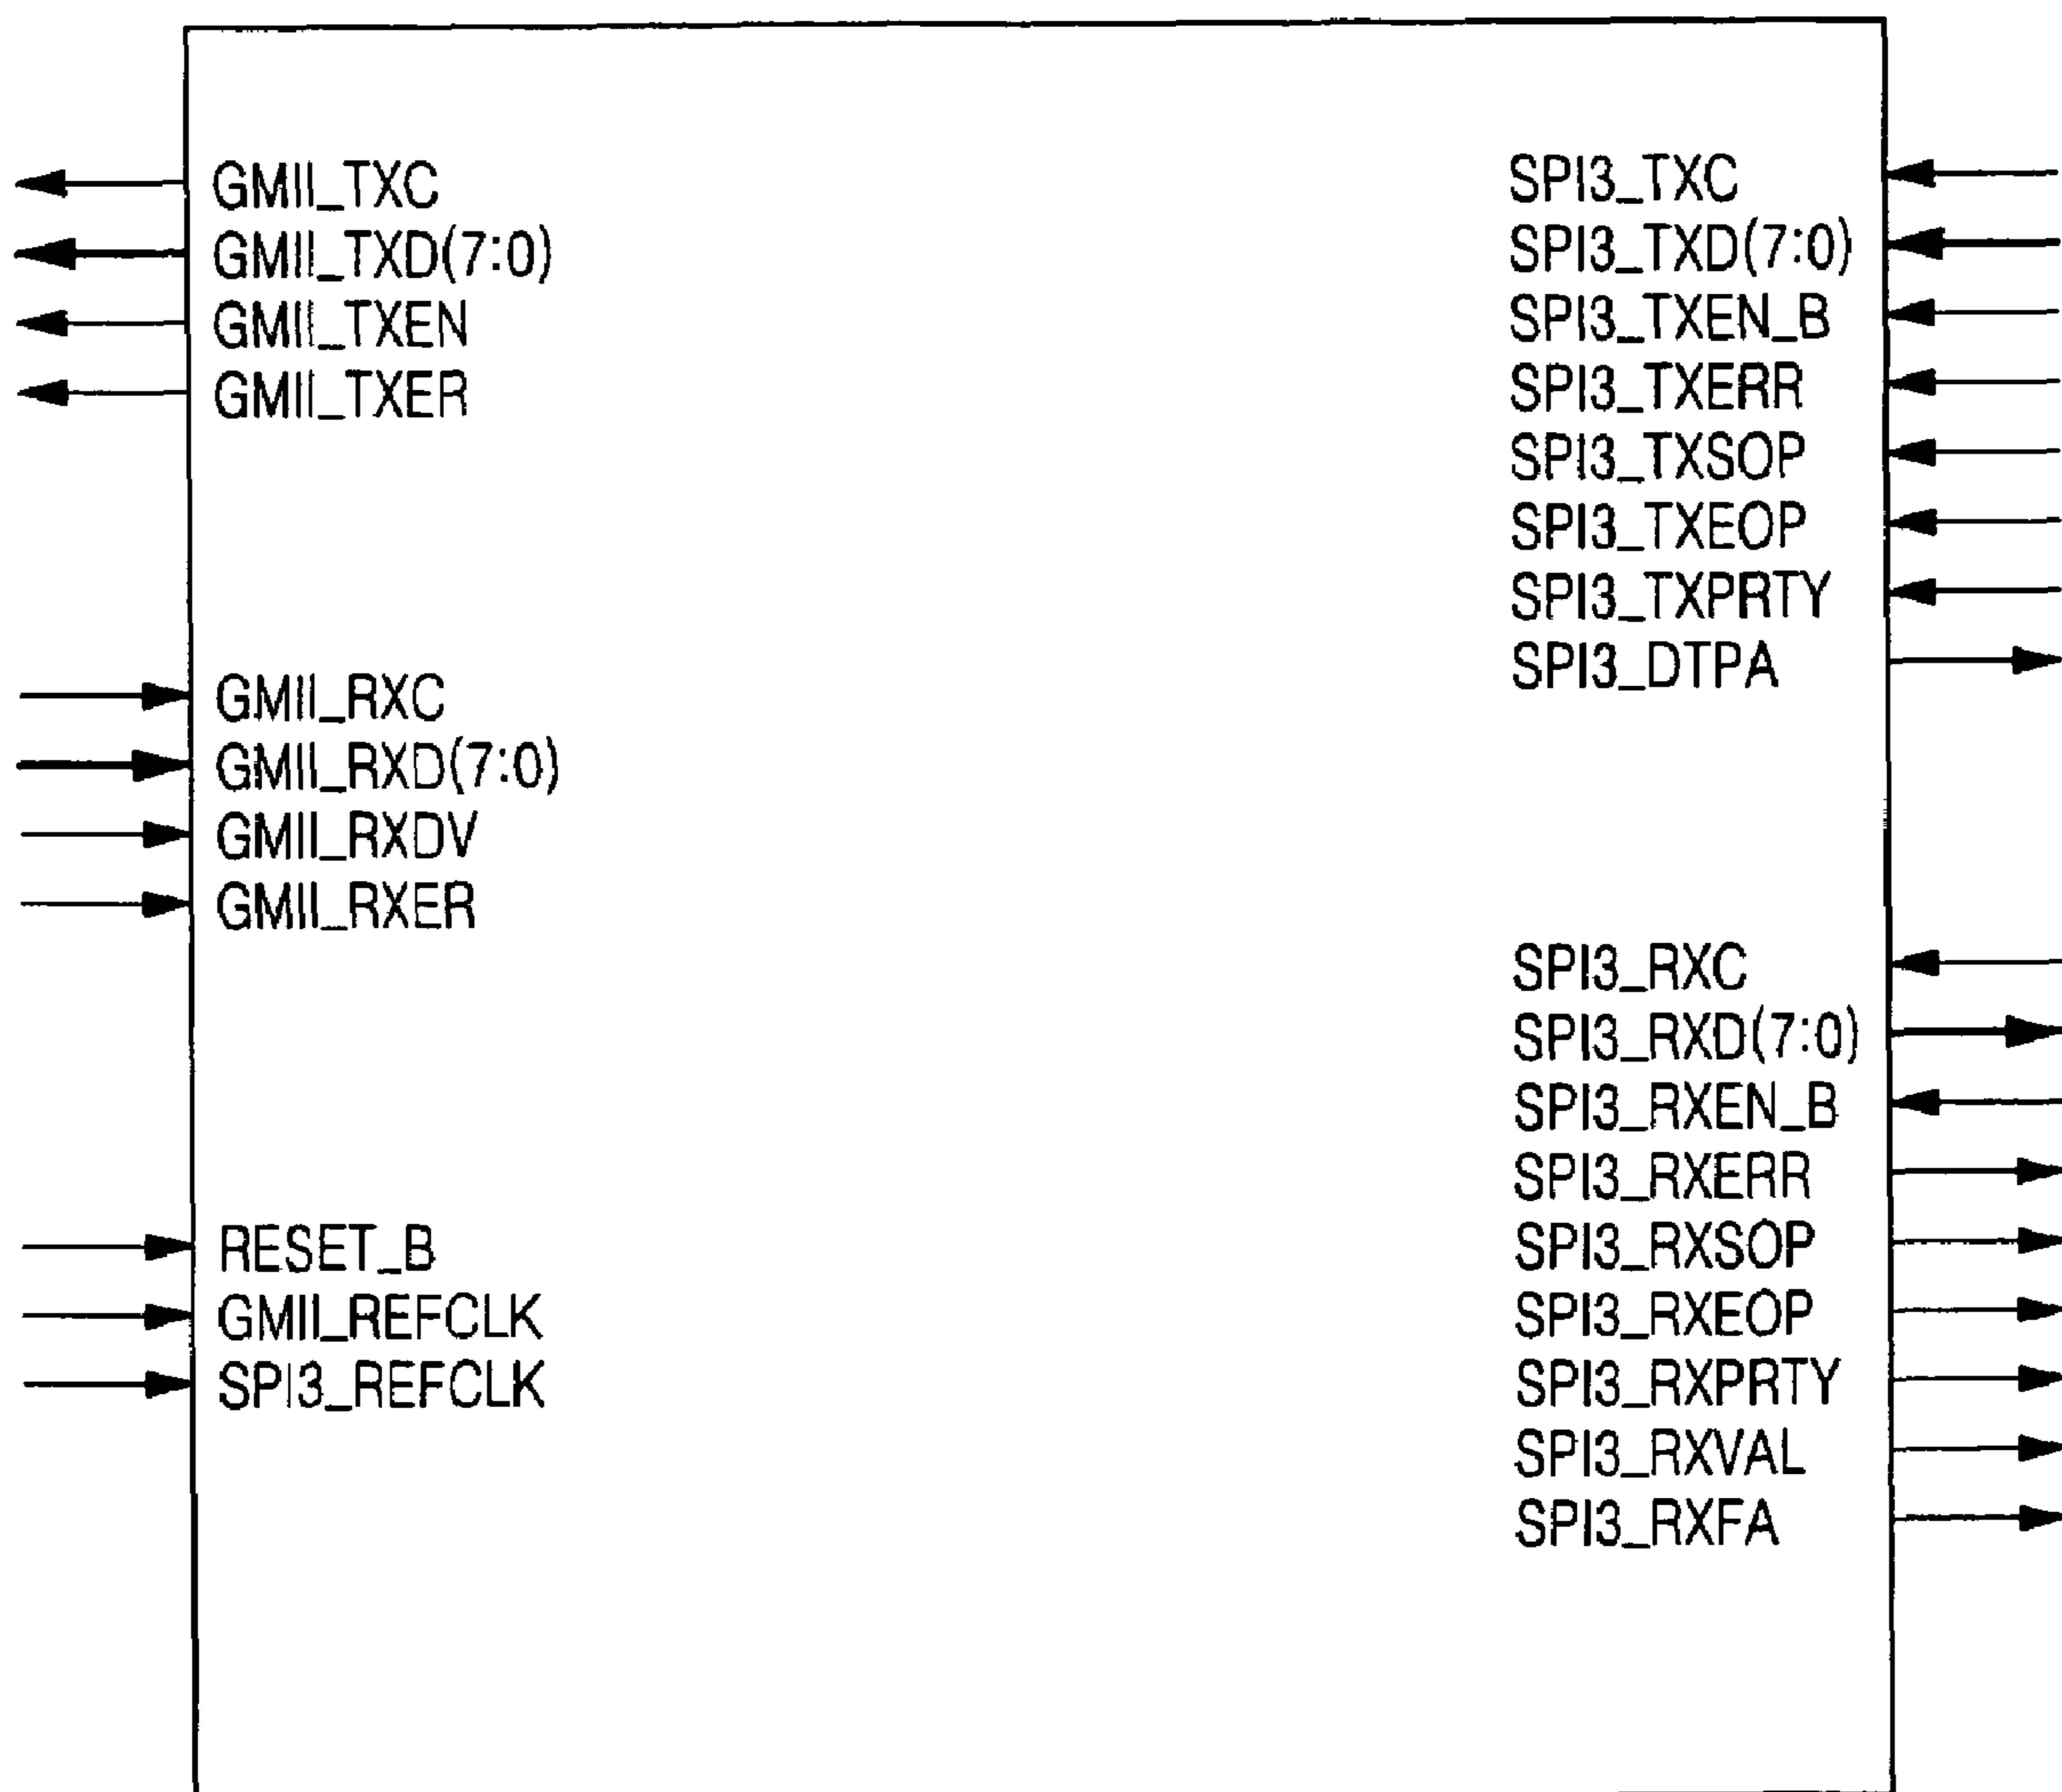 GMII_TXC
GMII_TXD(7:0)
GMII_TXEN
GMII_TXER
GMII_RXC
GMII_RXD(7:0)
GMII_RXDV
GMII_RXER
RESET_B
GMII_REFCLK
SPI3_REFCLK
SPI3_TXC
SPI3_TXD(7:0)
SPI3_TXEN_B
SPI3_TXERR
SPI3_TXSOP
SPI3_TXEOP
SPI3_TXPRTY
SPI3_DTPA
SPI3_RXC
SPI3_RXD(7:0)
SPI3_RXEN_B
SPI3_RXERR
SPI3_RXSOP
SPI3_RXEOP
SPI3_RXPRTY
SPI3_RXVAL
SPI3_RXFA